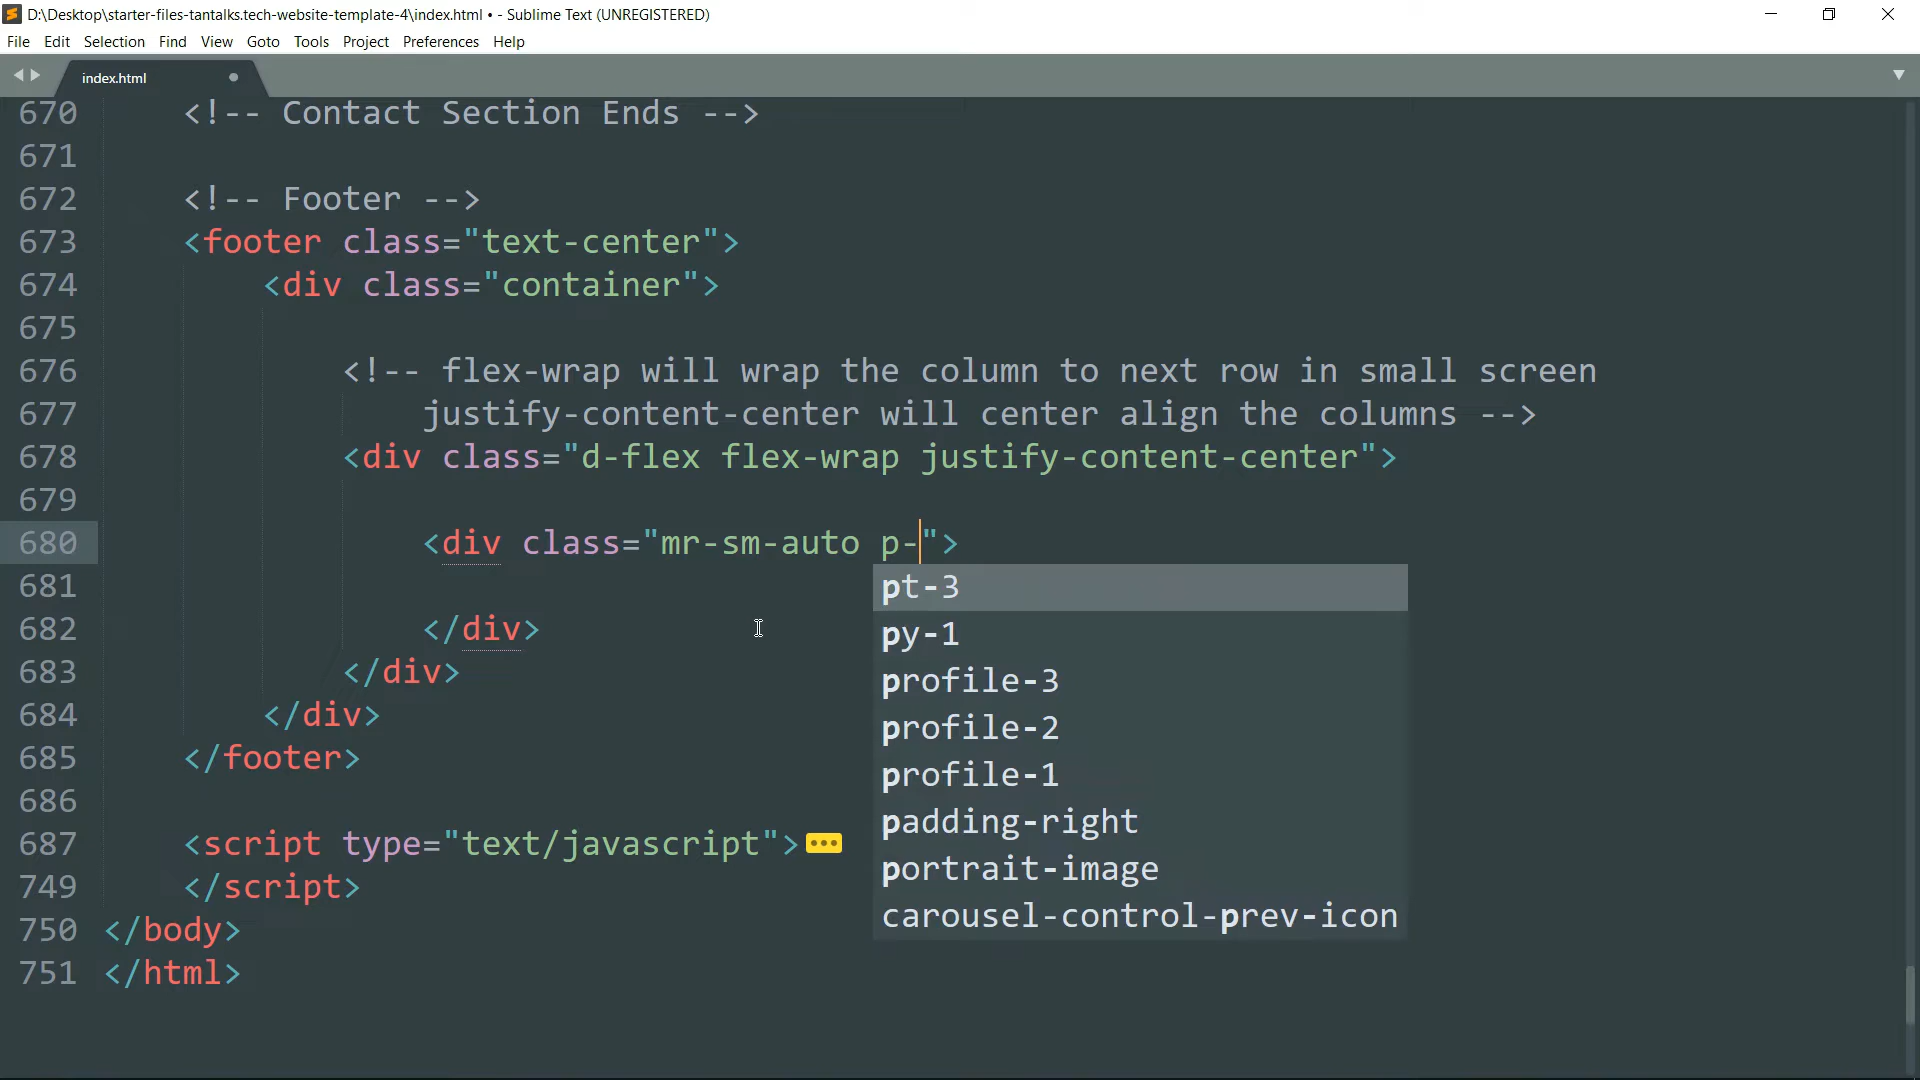 D:\Desktop\starter-files-tantalks.tech-website-template-4\index.html • - Sublime Text (UNREGISTERED)
File Edit Selection Find View Goto Tools Project Preferences Help
index.html
670 <!-- Contact Section Ends -->
671
672 <!-- Footer -->
673 <footer class="text-center">
674 <div class="container">
675
676 <!-- flex-wrap will wrap the column to next row in small screen
677 justify-content-center will center align the columns -->
678 <div class="d-flex flex-wrap justify-content-center">
679
680 <div class="mr-sm-auto p-">
681 pt-3
682 </div> py-1
683 </div> profile-3
684 </div> profile-2
685 </footer> profile-1
686 padding-right
687 <script type="text/javascript"> portrait-image
749 </script> carousel-control-prev-icon
750 </body>
751 </html>